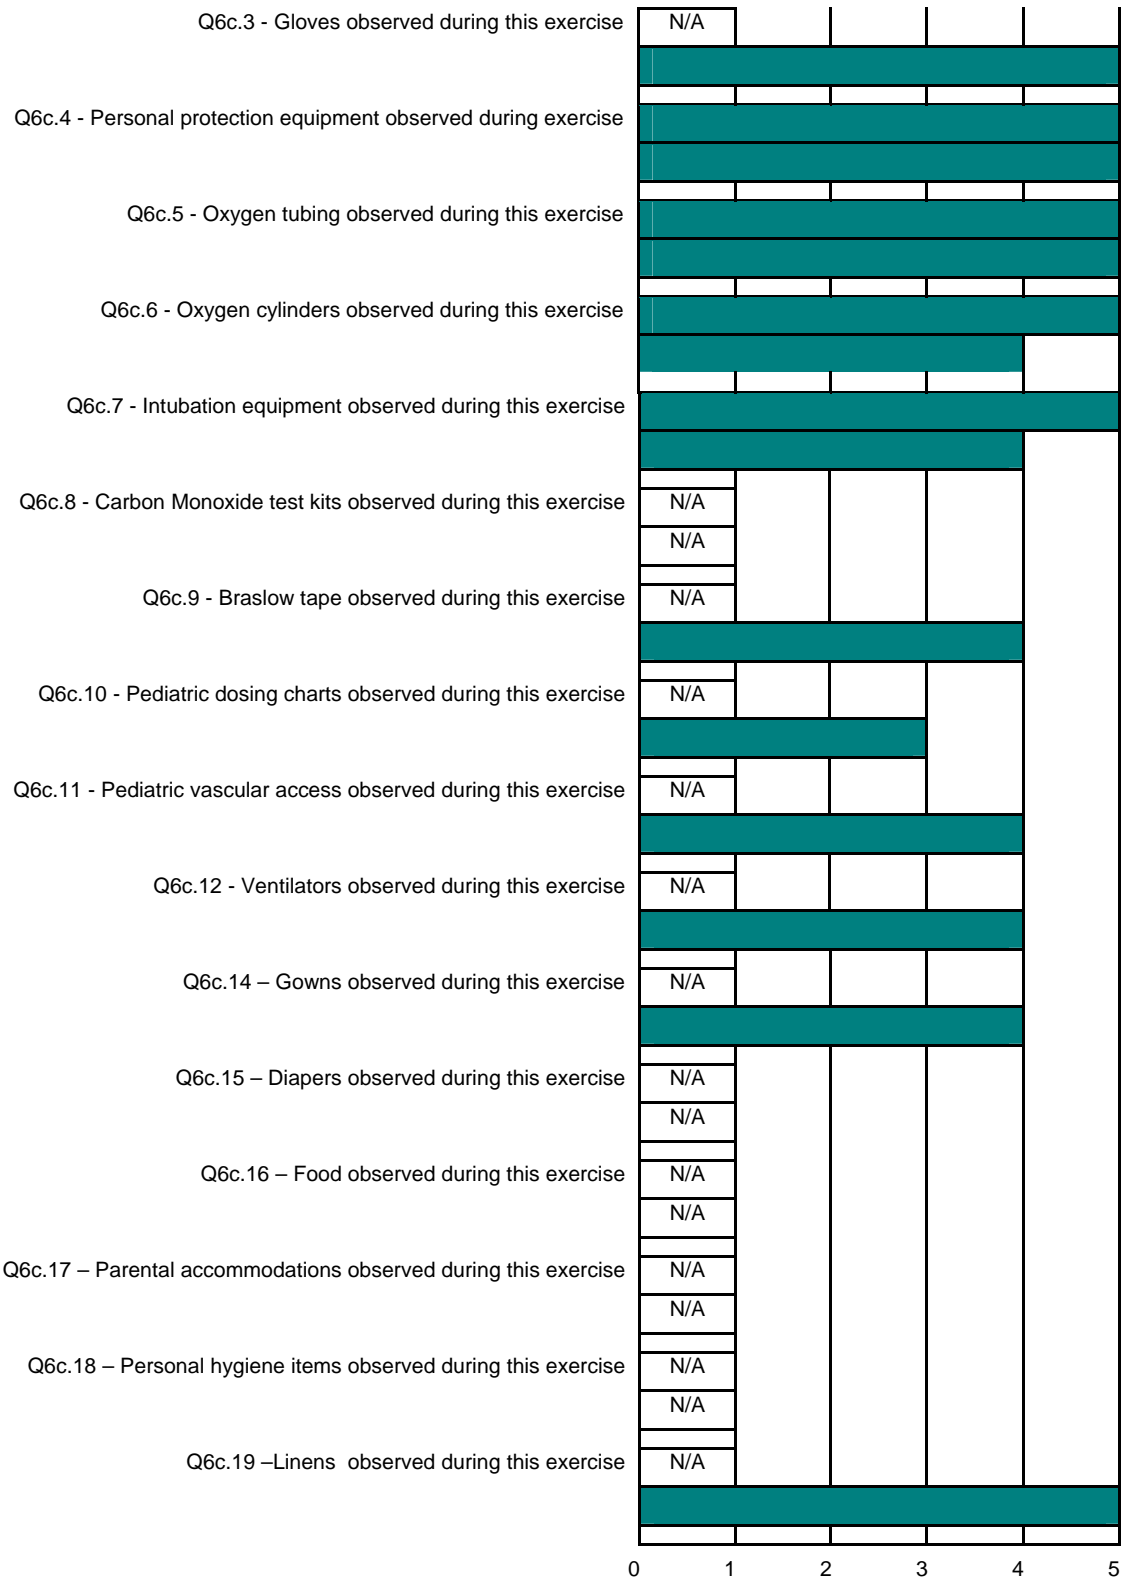 Q6c.3 - Gloves observed during this exercise N/A
Q6c.4 - Personal protection equipment observed during exercise
Q6c.5 - Oxygen tubing observed during this exercise
Q6c.6 - Oxygen cylinders observed during this exercise
Q6c.7 - Intubation equipment observed during this exercise
Q6c.8 - Carbon Monoxide test kits observed during this exercise N/A
N/A
Q6c.9 - Braslow tape observed during this exercise N/A
Q6c.10 - Pediatric dosing charts observed during this exercise N/A
Q6c.11 - Pediatric vascular access observed during this exercise N/A
Q6c.12 - Ventilators observed during this exercise N/A
Q6c.14 – Gowns observed during this exercise N/A
Q6c.15 – Diapers observed during this exercise N/A
N/A
Q6c.16 – Food observed during this exercise N/A
N/A
Q6c.17 – Parental accommodations observed during this exercise N/A
N/A
Q6c.18 – Personal hygiene items observed during this exercise N/A
N/A
Q6c.19 –Linens  observed during this exercise N/A
0 1 2 3 4 5